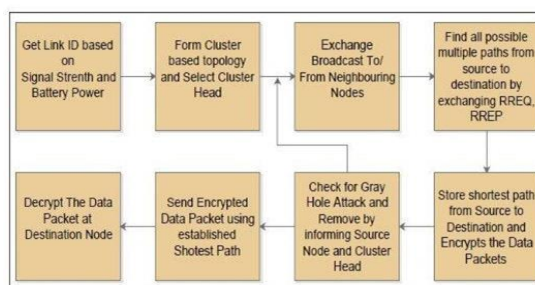 Get Link ID based
on
Signal Strenth and
Battery Power
Form Cluster
based topology
and Select Cluster
Head
Exchange
Broadcast To/
From Neighbouring
Nodes
Find all possible
multiple paths from
source to
destination by
exchanging RREQ,
RREP
Store shortest path
from Source to
Destination and
Encrypts the Data
Packets
Check for Gray
Hole Attack and
Remove by
informing Source
Node and Cluster
Head
Send Encrypted
Data Packet using
established
Shotest Path
Decrypt The Data
Packet at
Destination Node